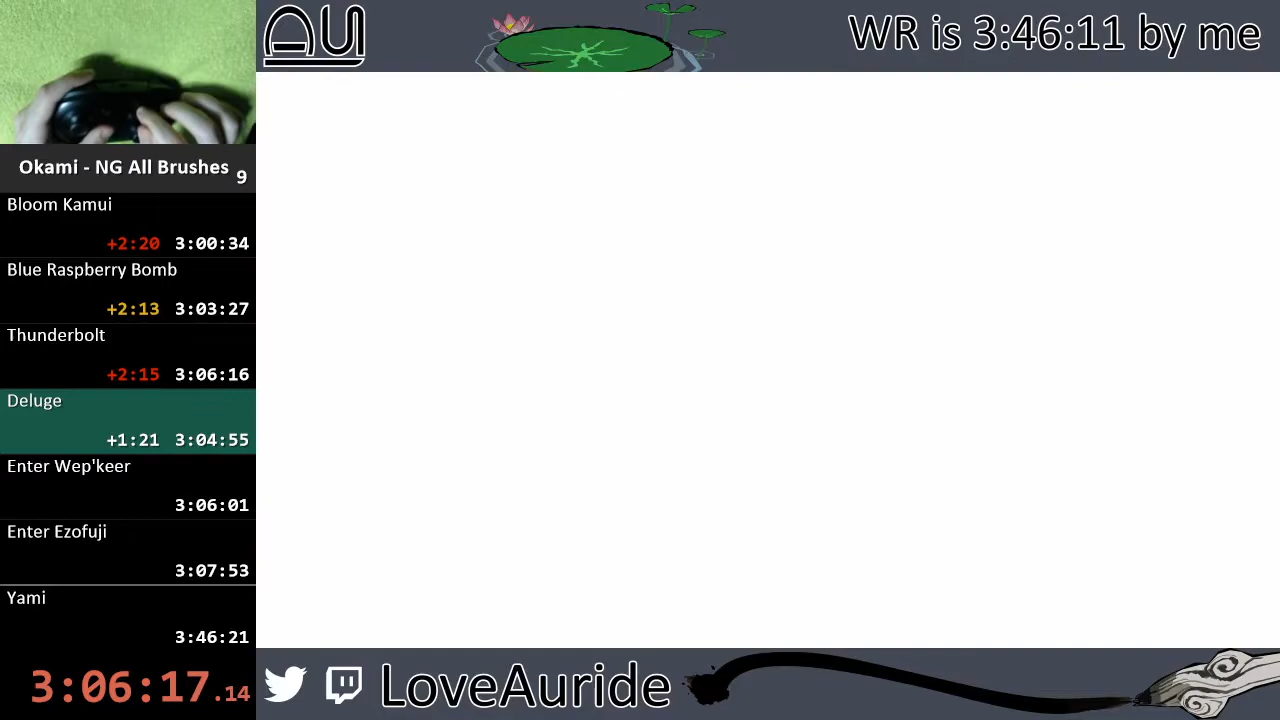 AU
WR is 3:46:11 by me
Okami - NG All Brushes 9
Bloom Kamui
+2:20 3:00:34
Blue Raspberry Bomb
+2:13 3:03:27
Thunderbolt
+2:15 3:06:16
Deluge
+1:21 3:04:55
Enter Wep'keer
3:06:01
Enter Ezofuji
3:07:53
Yami
3:46:21
3:06:17.14
LoveAuride